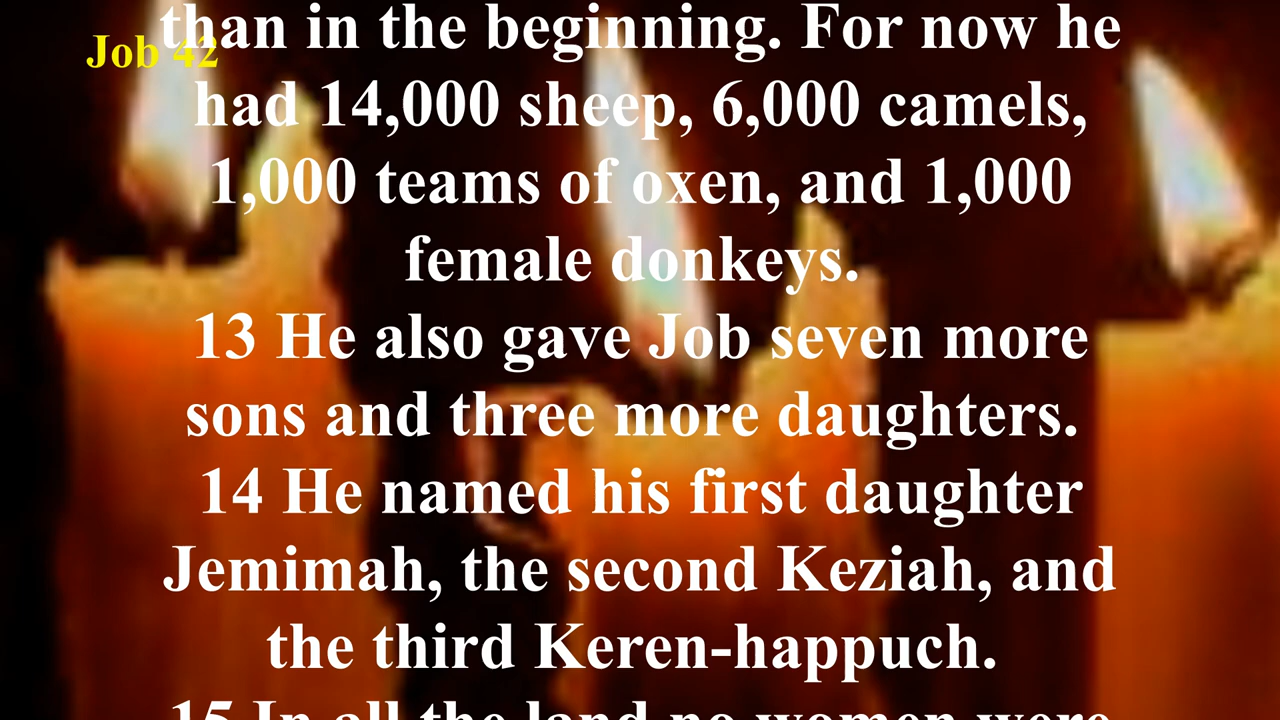 Job 42
than in the beginning. For now he
had 14,000 sheep, 6,000 camels,
1,000 teams of oxen, and 1,000
female donkeys.
13 He also gave Job seven more
sons and three more daughters.
14 He named his first daughter
Jemimah, the second Keziah, and
the third Keren-happuch.
15 In all the land no women were